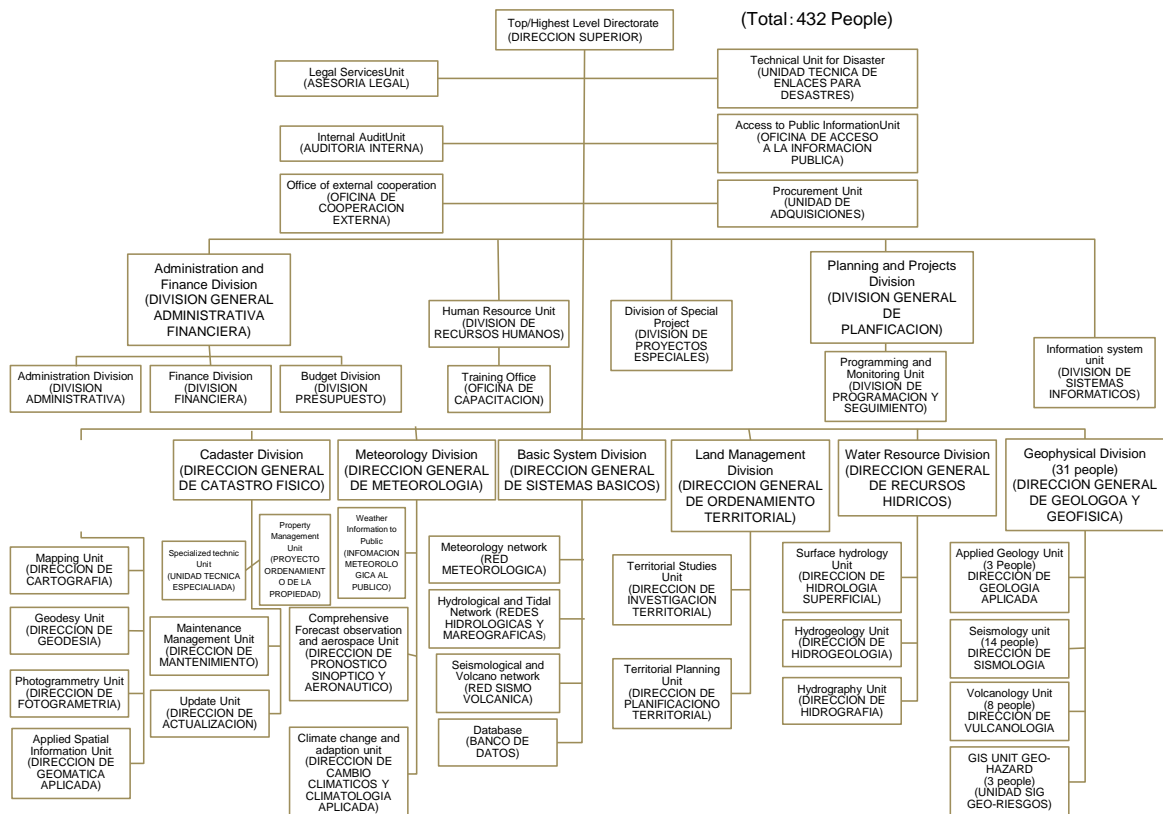 (Total: 432 People)
Top/Highest Level Directorate
(DIRECCION SUPERIOR)
Legal ServicesUnit
(ASESORIA LEGAL)
Technical Unit for Disaster
(UNIDAD TECNICA DE
ENLACES PARA
DESASTRES)
Internal AuditUnit
(AUDITORIA INTERNA)
Access to Public InformationUnit
(OFICINA DE ACCESO
A LA INFORMACION
PUBLICA)
Office of external cooperation
(OFICINA DE
COOPERACION
EXTERNA)
Procurement Unit
(UNIDAD DE
ADQUISICIONES)
Administration and
Finance Division
(DIVISION GENERAL
ADMINISTRATIVA
FINANCIERA)
Human Resource Unit
(DIVISION DE
RECURSOS HUMANOS)
Division of Special
Project
(DIVISION DE
PROYECTOS
ESPECIALES)
Planning and Projects
Division
(DIVISION GENERAL
DE
PLANFICACION)
Information system
unit
(DIVISION DE
SISTEMAS
INFORMATICOS)
Administration Division
(DIVISION
ADMINISTRATIVA)
Finance Division
(DIVISION
FINANCIERA)
Budget Division
(DIVISION
PRESUPUESTO)
Training Office
(OFICINA DE
CAPACITACION)
Programming and
Monitoring Unit
(DIVISION DE
PROGRAMACION Y
SEGUIMIENTO)
Cadaster Division
(DIRECCION GENERAL
DE CATASTRO FISICO)
Meteorology Division
(DIRECCION GENERAL
DE METEOROLOGIA)
Basic System Division
(DIRECCION GENERAL
DE SISTEMAS BASICOS)
Land Management
Division
(DIRECCION GENERAL
DE ORDENAMIENTO
TERRITORIAL)
Water Resource Division
(DIRECCION GENERAL
DE RECURSOS
HIDRICOS)
Geophysical Division
(31 people)
(DIRECCION GENERAL
DE GEOLOGOA Y
GEOFISICA)
Mapping Unit
(DIRECCION DE
CARTOGRAFIA)
Geodesy Unit
(DIRECCION DE
GEODESIA)
Photogrammetry Unit
(DIRECCION DE
FOTOGRAMETRIA)
Applied Spatial
Information Unit
(DIRECCION DE
GEOMATICA
APLICADA)
Specialized technic
Unit
(UNIDAD TECNICA
ESPECIALIADA)
Property
Management
Unit
(PROYECTO
ORDENAMIENT
O DE LA
PROPIEDAD)
Maintenance
Management Unit
(DIRECCION DE
MANTENIMIENTO)
Update Unit
(DIRECCION DE
ACTUALIZACION)
Weather
Information to
Public
(INFOMACION
METEOROLO
GICA AL
PUBLICO)
Comprehensive
Forecast observation
and aerospace Unit
(DIRECCION DE
PRONOSTICO
SINOPTICO Y
AERONAUTICO)
Climate change and
adaption unit
(DIRECCION DE
CAMBIO
CLIMATICOS Y
CLIMATOLOGIA
APLICADA)
Meteorology network
(RED
METEOROLOGICA)
Hydrological and Tidal
Network (REDES
HIDROLOGICAS Y
MAREOGRAFICAS)
Seismological and
Volcano network
(RED SISMO
VOLCANICA)
Database
(BANCO DE
DATOS)
Territorial Studies
Unit
(DIRECCION DE
INVESTIGACION
TERRITORIAL)
Territorial Planning
Unit
(DIRECCION DE
PLANIFICACIONO
TERRITORIAL)
Surface hydrology
Unit
(DIRECCION DE
HIDROLOGIA
SUPERFICIAL)
Hydrogeology Unit
(DIRECCION DE
HIDROGEOLOGIA)
Hydrography Unit
(DIRECCION DE
HIDROGRAFIA)
Applied Geology Unit
(3 People)
DIRECCIÓN DE
GEOLOGIA
APLICADA
Seismology unit
(14 people)
DIRECCION DE
SISMOLOGIA
Volcanology Unit
(8 people)
DIRECCIÓN DE
VULCANOLOGIA
GIS UNIT GEO-
HAZARD
(3 people)
(UNIDAD SIG
GEO-RIESGOS)